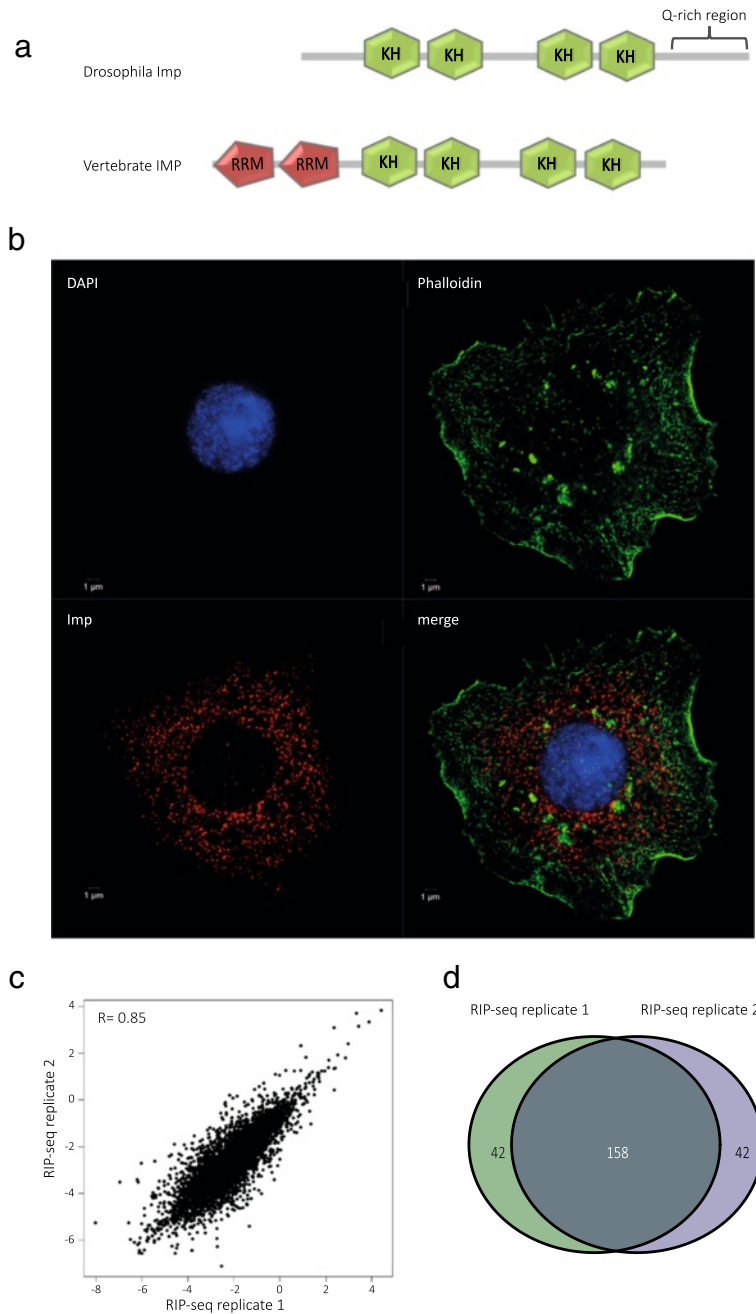 a
Q-rich region
Drosophila Imp
KH KH KH KH
Vertebrate IMP
RRM RRM KH KH KH KH
b
DAPI
Phalloidin
1 µm
1 µm
Imp
merge
1 µm
1 µm
c
R= 0.85
RIP-seq replicate 2
4
2
0
-2
-4
-6
-8 -6 -4 -2 0 2 4
RIP-seq replicate 1
d
RIP-seq replicate 1
RIP-seq replicate 2
42
158
42